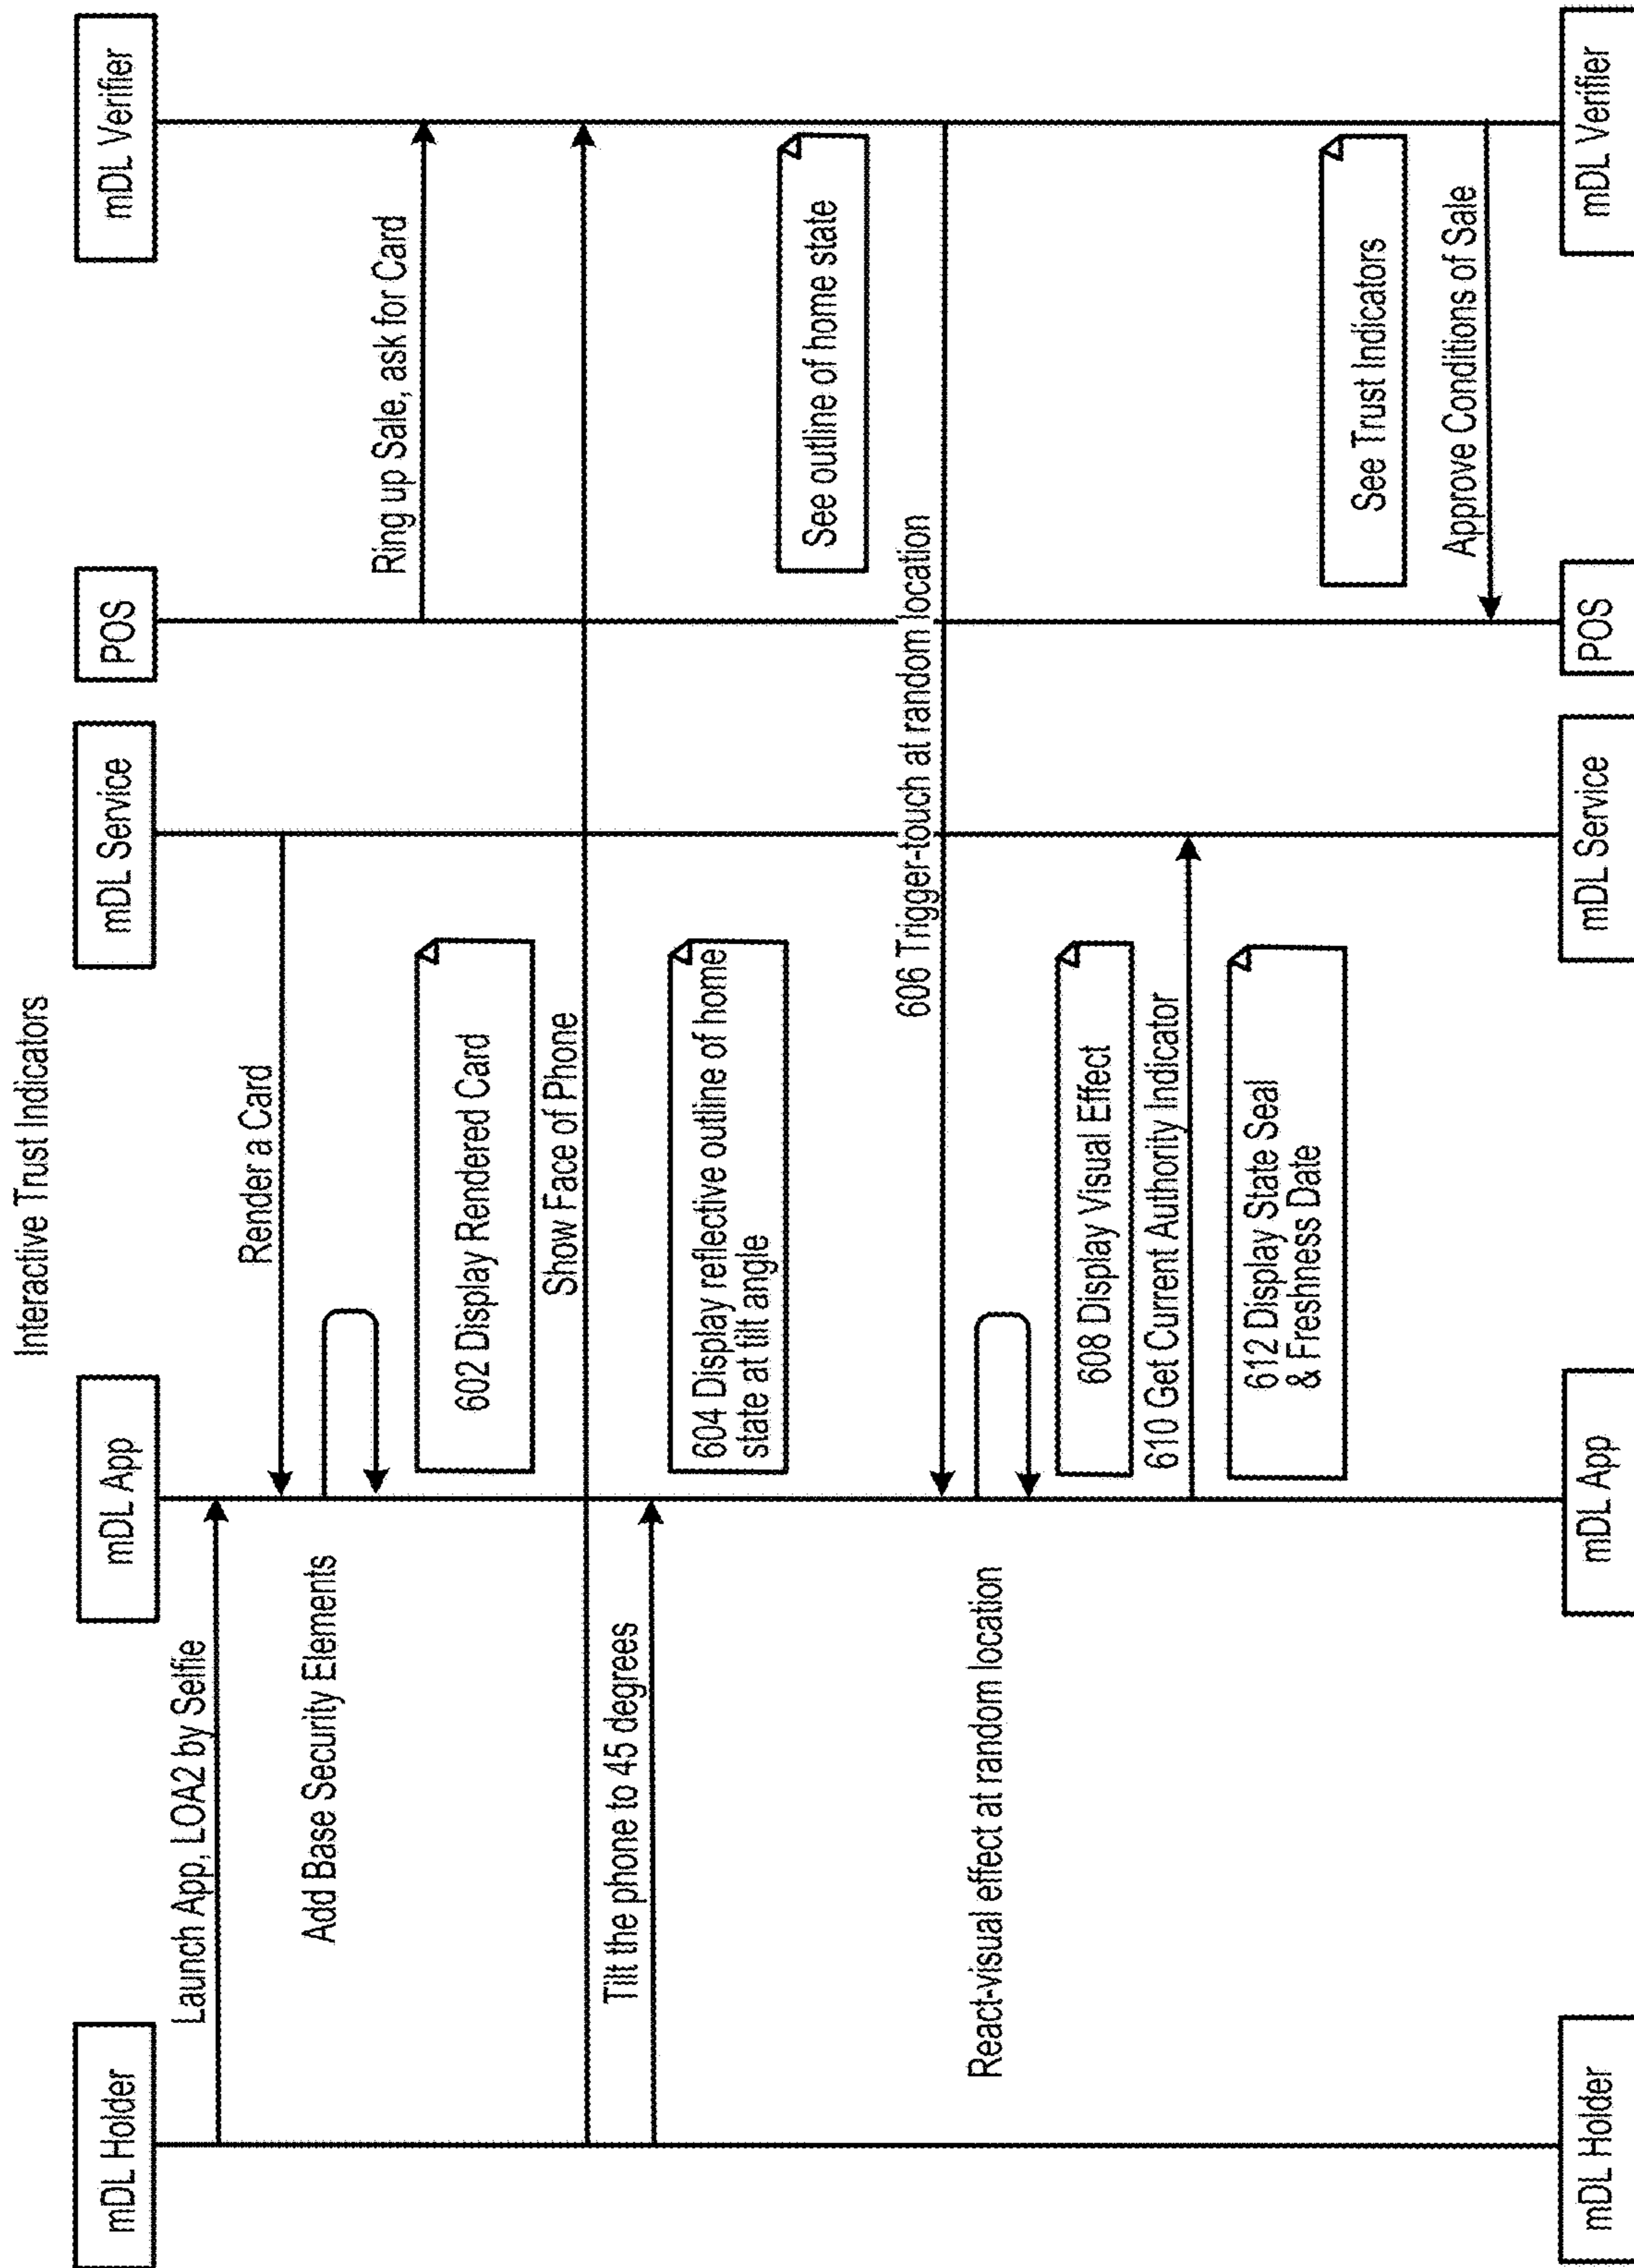 Interactive Trust Indicators
mDL Holder
mDL App
mDL Service
POS
mDL Verifier
Launch App, LOA2 by Selfie
Render a Card
Add Base Security Elements
Ring up Sale, ask for Card
602 Display Rendered Card
Show Face of Phone
Tilt the phone to 45 degrees
604 Display reflective outline of home
state at tilt angle
See outline of home state
606 Trigger-touch at random location
React-visual effect at random location
608 Display Visual Effect
610 Get Current Authority Indicator
612 Display State Seal
& Freshness Date
See Trust Indicators
Approve Conditions of Sale
mDL Holder
mDL App
mDL Service
POS
mDL Verifier